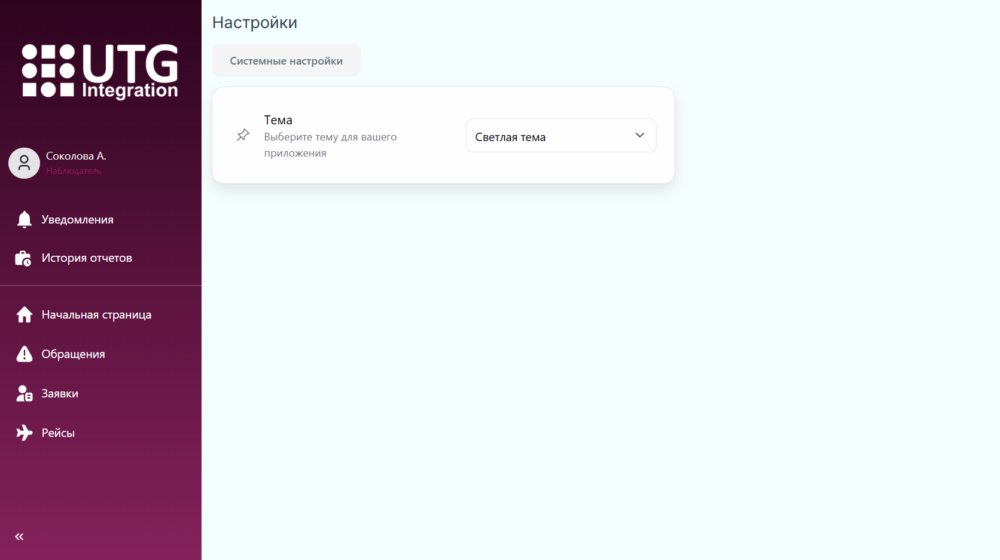 UTG
Integration
Соколова А.
Наблюдатель
Уведомления
История отчетов
Начальная страница
Обращения
Заявки
Рейсы
Настройки
Системные настройки
Тема
Выберите тему для вашего
приложения
Светлая тема